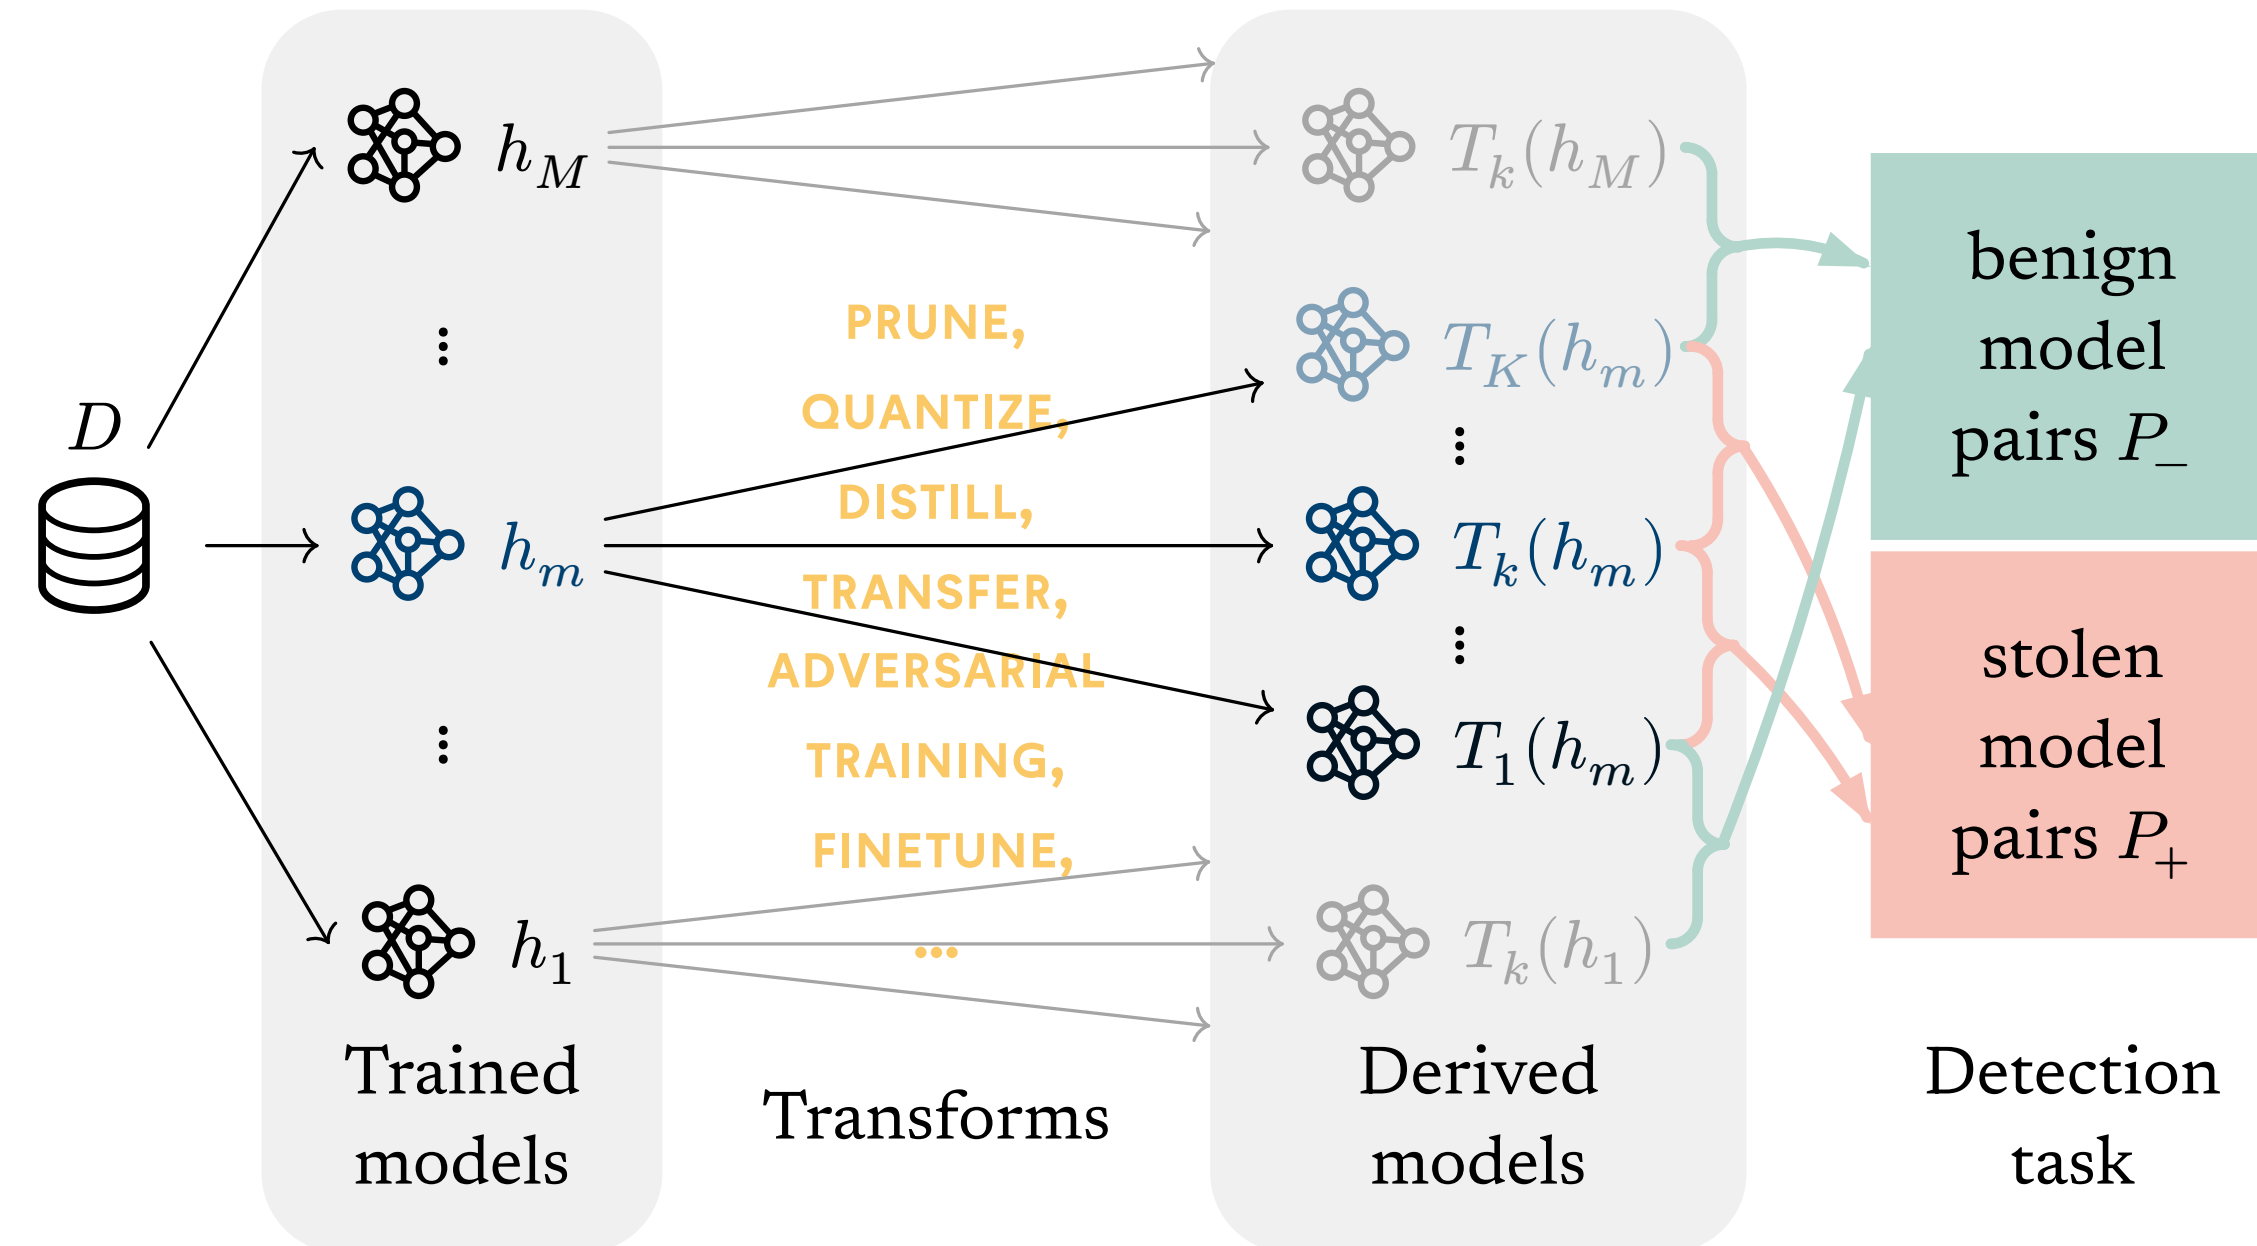 D
h_M
⋮
h_m
⋮
h_1
Trained
models
PRUNE,
QUANTIZE,
DISTILL,
TRANSFER,
ADVERSARIAL
TRAINING,
FINETUNE,
...
Transforms
T_k(h_M)
T_K(h_m)
⋮
T_k(h_m)
⋮
T_1(h_m)
T_k(h_1)
Derived
models
benign
model
pairs P_−
stolen
model
pairs P_+
Detection
task